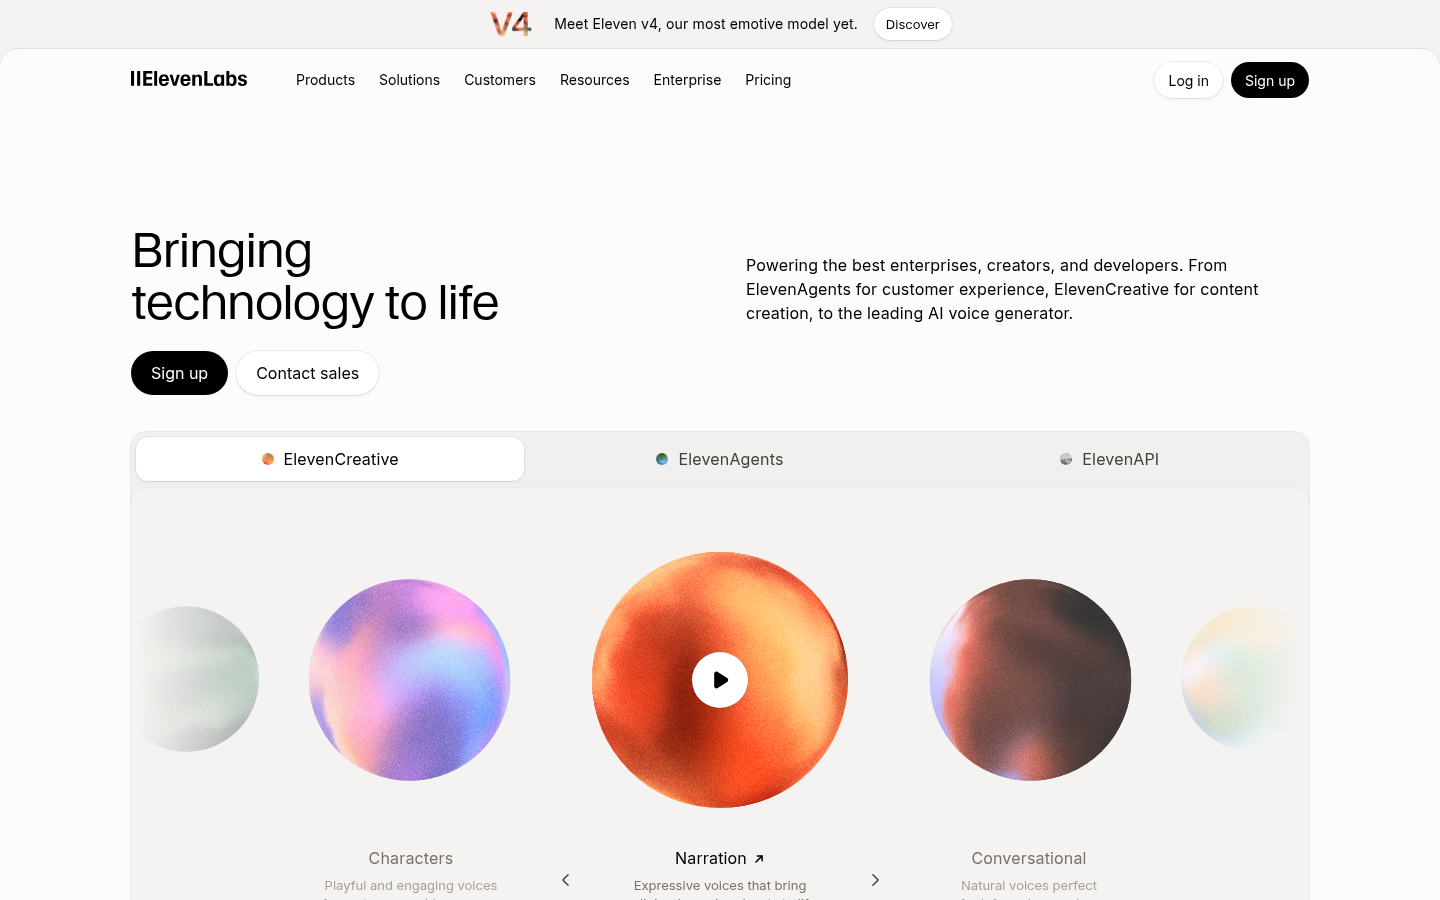 V4 Meet Eleven v4, our most emotive model yet. Discover
IIElevenLabs Products Solutions Customers Resources Enterprise Pricing Log in Sign up
Bringing
technology to life
Powering the best enterprises, creators, and developers. From
ElevenAgents for customer experience, ElevenCreative for content
creation, to the leading AI voice generator.
Sign up Contact sales
ElevenCreative ElevenAgents ElevenAPI
Characters Narration Conversational
Playful and engaging voices Expressive voices that bring Natural voices perfect